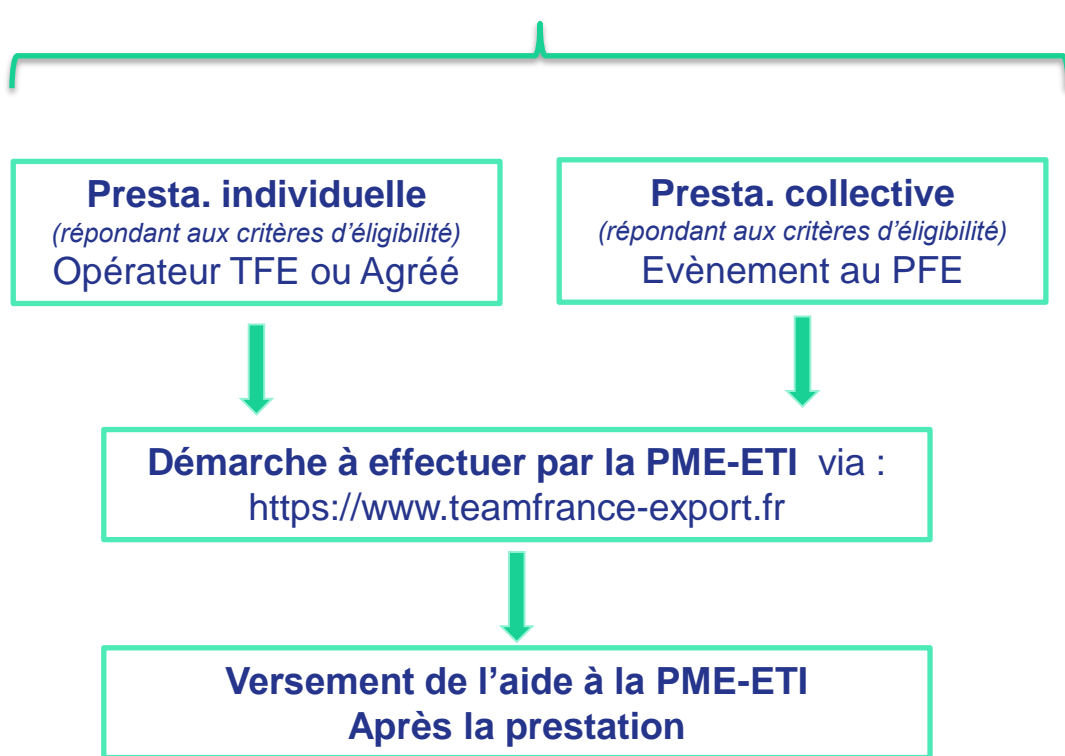 Presta. individuelle
(répondant aux critères d’éligibilité)
Opérateur TFE ou Agréé
Presta. collective
(répondant aux critères d’éligibilité)
Evènement au PFE
Démarche à effectuer par la PME-ETI via :
https://www.teamfrance-export.fr
Versement de l’aide à la PME-ETI
Après la prestation